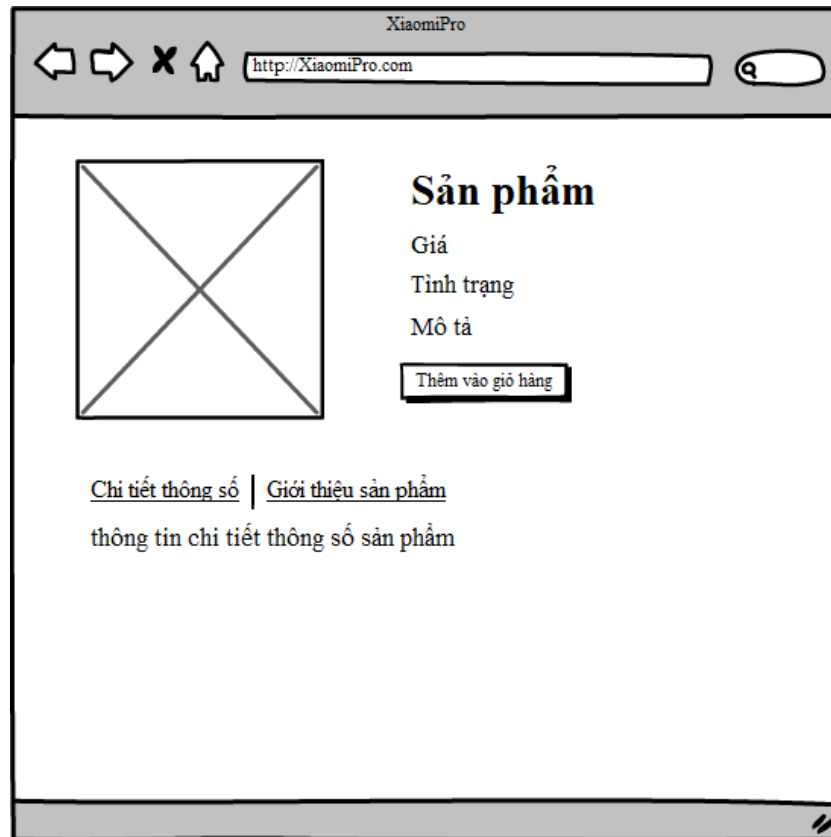 XiaomiPro
http://XiaomiPro.com
Sản phẩm
Giá
Tình trạng
Mô tả
Thêm vào giỏ hàng
Chi tiết thông số | Giới thiệu sản phẩm
thông tin chi tiết thông số sản phẩm